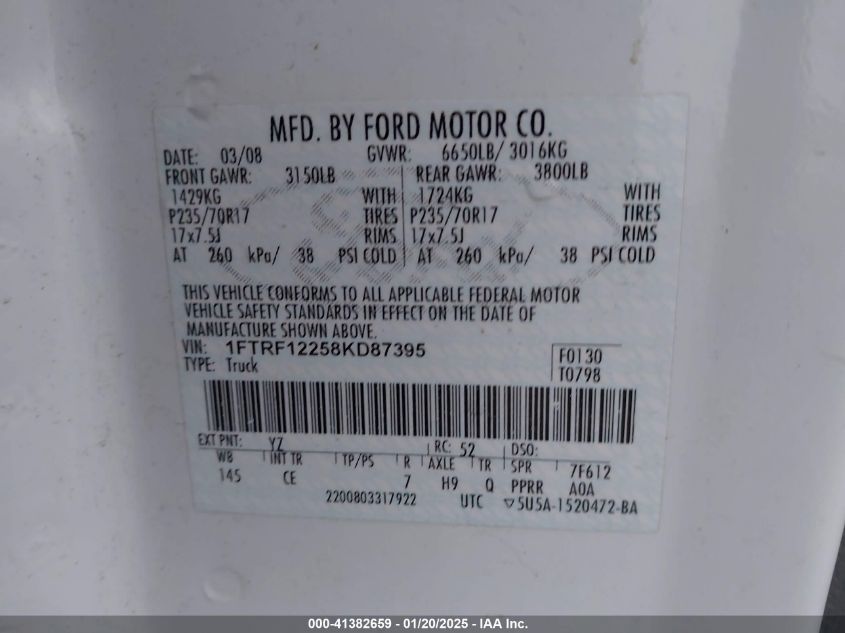 MFD. BY FORD MOTOR CO.
DATE: 03/08 GVWR: 6650LB/ 3016KG
FRONT GAWR: 3150LB REAR GAWR: 3800LB
1429KG WITH 1724KG WITH
P235/70R17 TIRES P235/70R17 TIRES
17x7.5J RIMS 17x7.5J RIMS
AT 260 kPa/ 38 PSI COLD AT 260 kPa/ 38 PSI COLD
THIS VEHICLE CONFORMS TO ALL APPLICABLE FEDERAL MOTOR
VEHICLE SAFETY STANDARDS IN EFFECT ON THE DATE OF
MANUFACTURE SHOWN ABOVE.
VIN: 1FTRF12258KD87395 F0130
TYPE: Truck T0798
EXT PNT: YZ RC: 52 DSO:
WB INT TR TP/PS R AXLE TR SPR 7F612
145 CE 7 H9 Q PPRR A0A
2200803317922 UTC ▽5U5A-1520472-BA
000-41382659 - 01/20/2025 - IAA Inc.